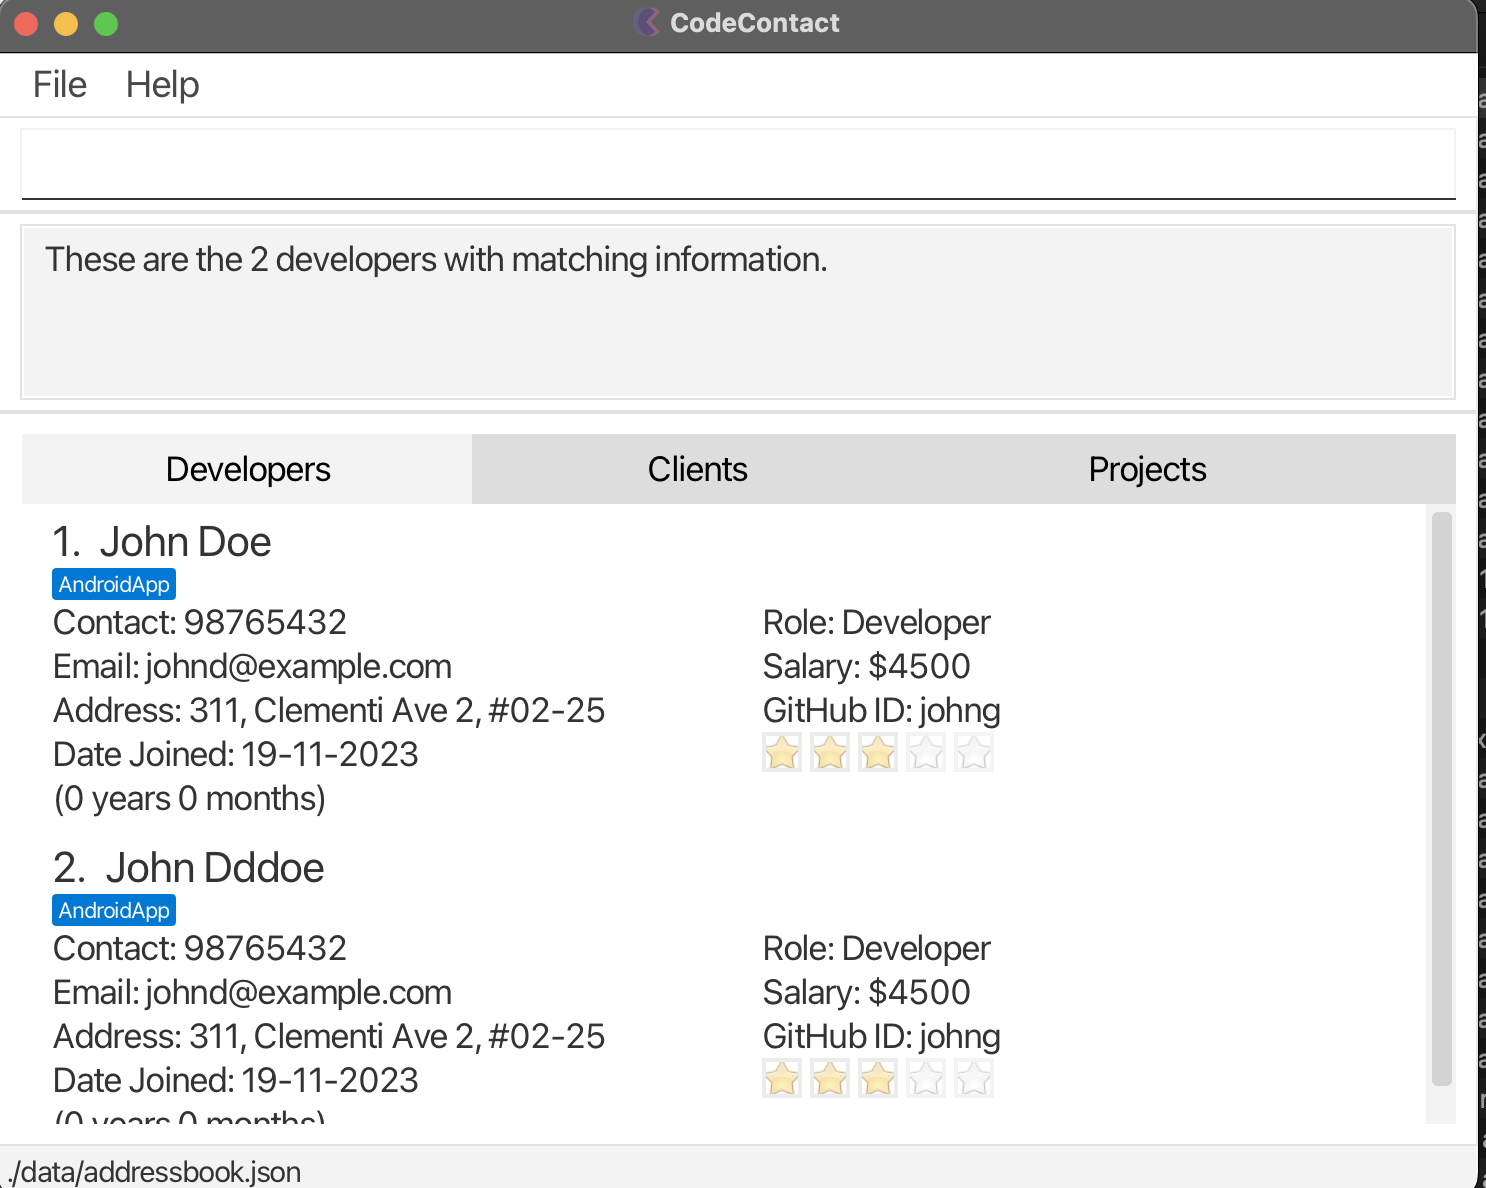 CodeContact
File Help
These are the 2 developers with matching information.
Developers Clients Projects
1. John Doe
AndroidApp
Contact: 98765432 Role: Developer
Email: johnd@example.com Salary: $4500
Address: 311, Clementi Ave 2, #02-25 GitHub ID: johng
Date Joined: 19-11-2023
(0 years 0 months)
2. John Dddoe
AndroidApp
Contact: 98765432 Role: Developer
Email: johnd@example.com Salary: $4500
Address: 311, Clementi Ave 2, #02-25 GitHub ID: johng
Date Joined: 19-11-2023
(0 years 0 months)
./data/addressbook.json